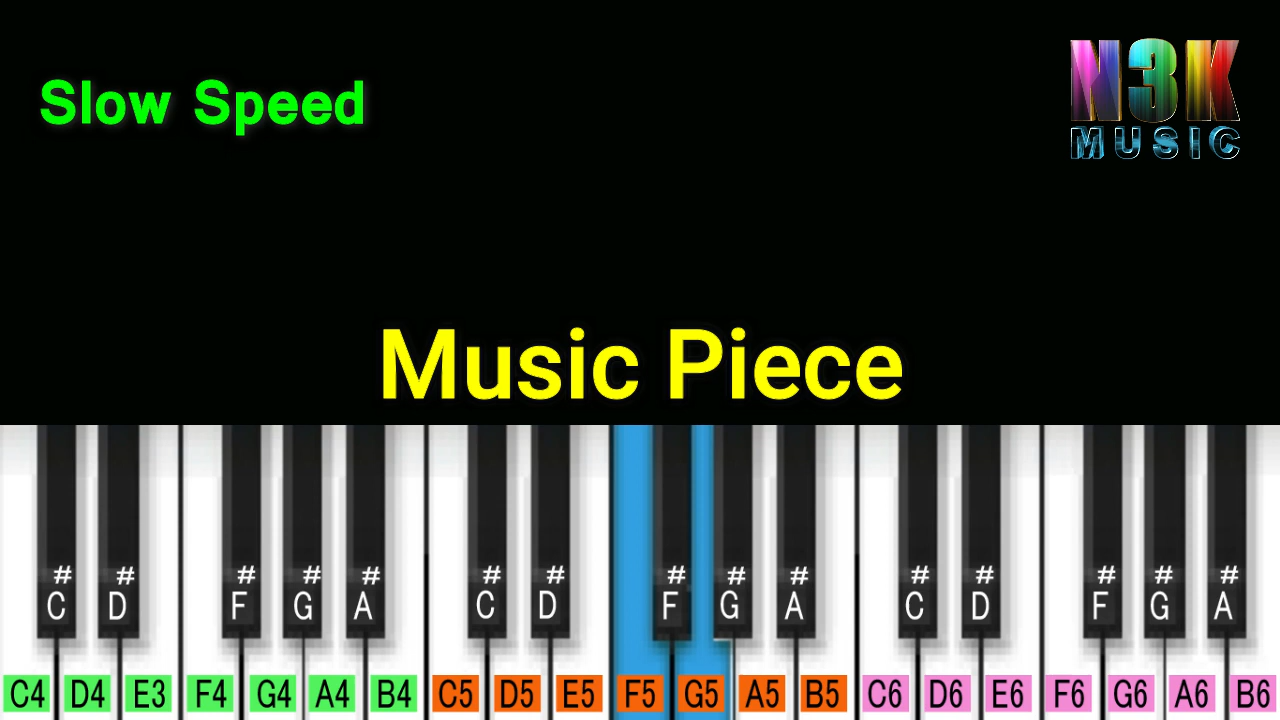 Slow Speed
N3K
MUSIC
Music Piece
# # # # # # # # # # # # # # #
C D F G A C D F G A C D F G A
C4 D4 E3 F4 G4 A4 B4 C5 D5 E5 F5 G5 A5 B5 C6 D6 E6 F6 G6 A6 B6